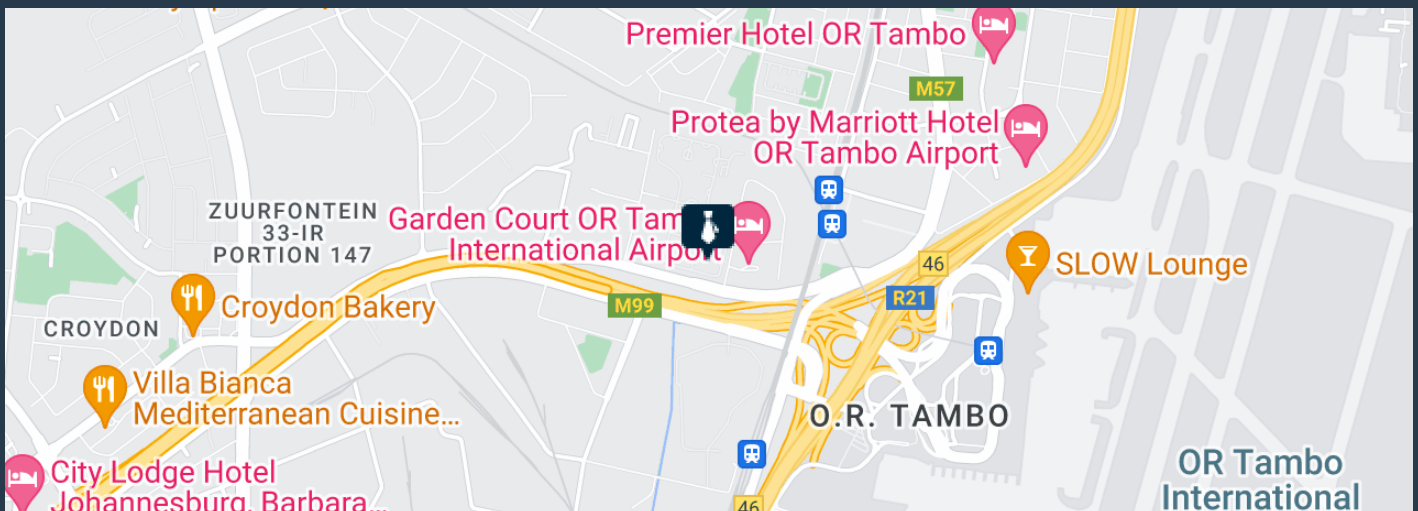 Premier Hotel OR Tambo
M57
Protea by Marriott Hotel
OR Tambo Airport
ZUURFONTEIN
33-IR
PORTION 147
Garden Court OR Tam
International Airport
46
SLOW Lounge
R21
M99
Croydon Bakery
CROYDON
Villa Bianca
Mediterranean Cuisine...
O.R. TAMBO
City Lodge Hotel
Johannesburg, Barbara...
OR Tambo
International
46